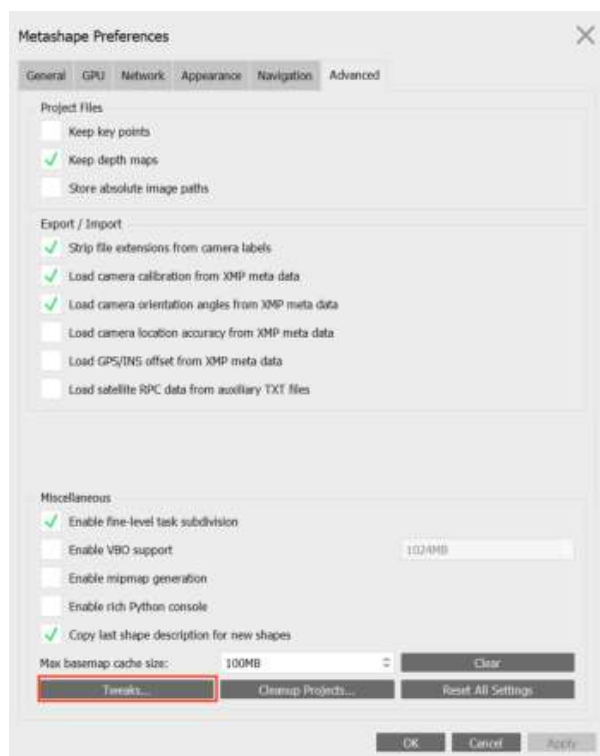 Metashape Preferences
General GPU Network Appearance Navigation Advanced
Project Files
Keep key points
Keep depth maps
Store absolute image paths
Export / Import
Strip file extensions from camera labels
Load camera calibration from XMP meta data
Load camera orientation angles from XMP meta data
Load camera location accuracy from XMP meta data
Load GPS/INS offset from XMP meta data
Load satellite RPC data from auxiliary TXT files
Miscellaneous
Enable fine-level task subdivision
Enable VBO support 1024MB
Enable mipmap generation
Enable rich Python console
Copy last shape description for new shapes
Max basemap cache size: 100MB Clear
Tweaks... Cleanup Projects... Reset All Settings
OK Cancel Apply